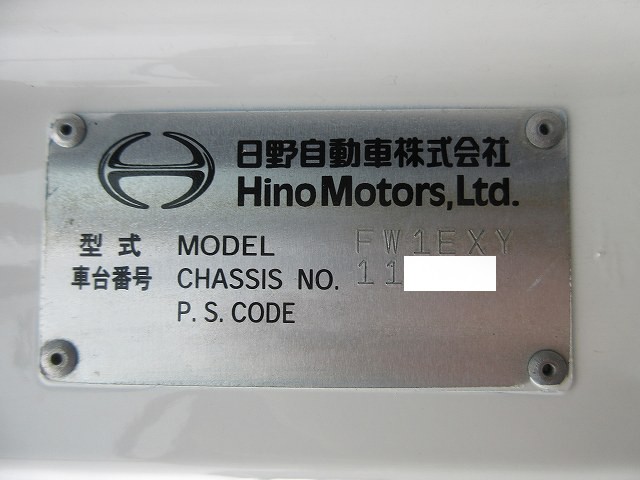 日野自動車株式会社
Hino Motors, Ltd.
型式 MODEL FW1EXY
車台番号 CHASSIS NO. 11
P. S. CODE